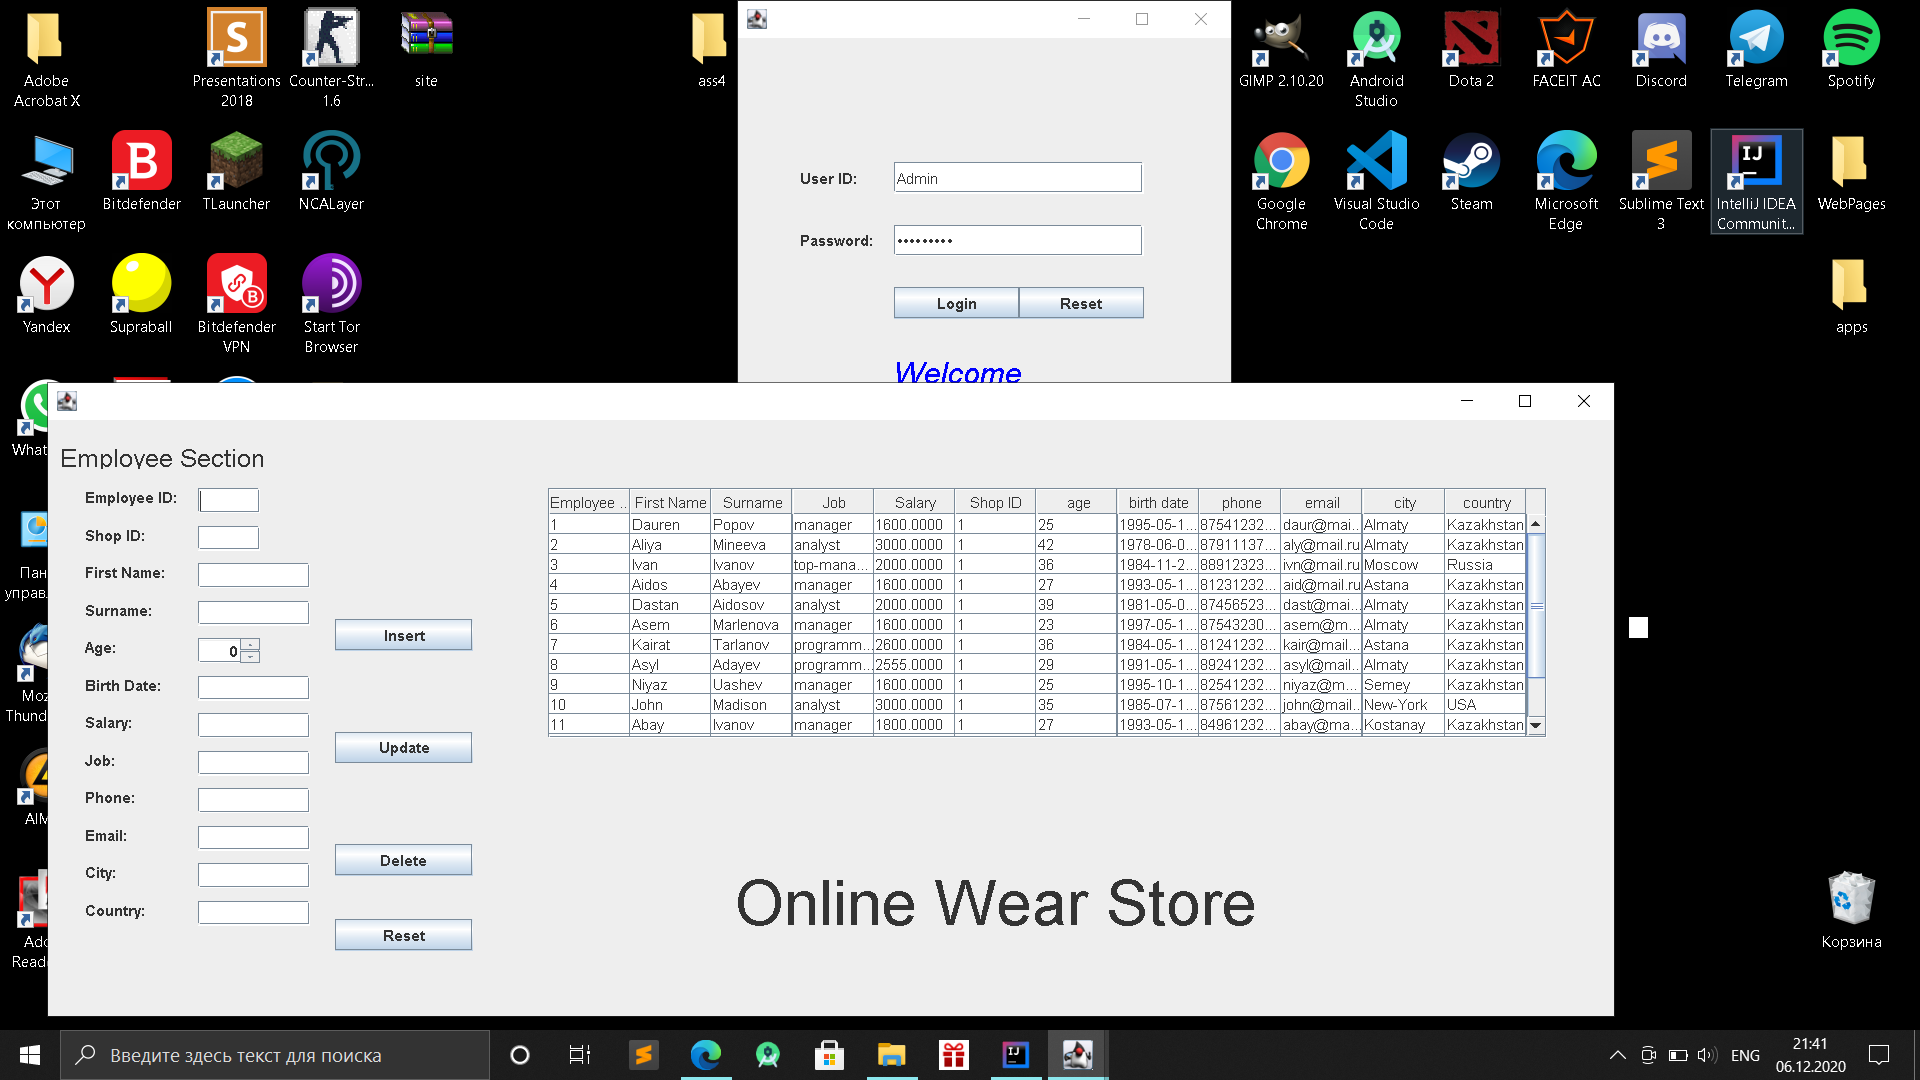 Adobe
Acrobat X
Presentations
2018
Counter-Str...
1.6
site
ass4
GIMP 2.10.20
Android
Studio
Dota 2
FACEIT AC
Discord
Telegram
Spotify
Этот
компьютер
Bitdefender
TLauncher
NCALayer
Google
Chrome
Visual Studio
Code
Steam
Microsoft
Edge
Sublime Text
3
IntelliJ IDEA
Communit...
WebPages
Yandex
Supraball
Bitdefender
VPN
Start Tor
Browser
apps
User ID:
Admin
Password:
•••••••••
Login
Reset
Welcome
What
Пан
управ
Moz
Thund
AIM
Ado
Read
Корзина
Employee Section
Employee ID:
Shop ID:
First Name:
Surname:
Age:
0
Birth Date:
Salary:
Job:
Phone:
Email:
City:
Country:
Insert
Update
Delete
Reset
Employee .. First Name Surname Job Salary Shop ID age birth date phone email city country
1 Dauren Popov manager 1600.0000 1 25 1995-05-1... 87541232... daur@mai... Almaty Kazakhstan
2 Aliya Mineeva analyst 3000.0000 1 42 1978-06-0... 87911137... aly@mail.ru Almaty Kazakhstan
3 Ivan Ivanov top-mana... 2000.0000 1 36 1984-11-2... 88912323... ivn@mail.ru Moscow Russia
4 Aidos Abayev manager 1600.0000 1 27 1993-05-1... 81231232... aid@mail.ru Astana Kazakhstan
5 Dastan Aidosov analyst 2000.0000 1 39 1981-05-0... 87456523... dast@mai... Almaty Kazakhstan
6 Asem Marlenova manager 1600.0000 1 23 1997-05-1... 87543230... asem@m... Almaty Kazakhstan
7 Kairat Tarlanov programm... 2600.0000 1 36 1984-05-1... 81241232... kair@mail... Astana Kazakhstan
8 Asyl Adayev programm... 2555.0000 1 29 1991-05-1... 89241232... asyl@mail... Almaty Kazakhstan
9 Niyaz Uashev manager 1600.0000 1 25 1995-10-1... 82541232... niyaz@m... Semey Kazakhstan
10 John Madison analyst 3000.0000 1 35 1985-07-1... 87561232... john@mail... New-York USA
11 Abay Ivanov manager 1800.0000 1 27 1993-05-1... 84961232... abay@ma... Kostanay Kazakhstan
Online Wear Store
Введите здесь текст для поиска
ENG
21:41
06.12.2020